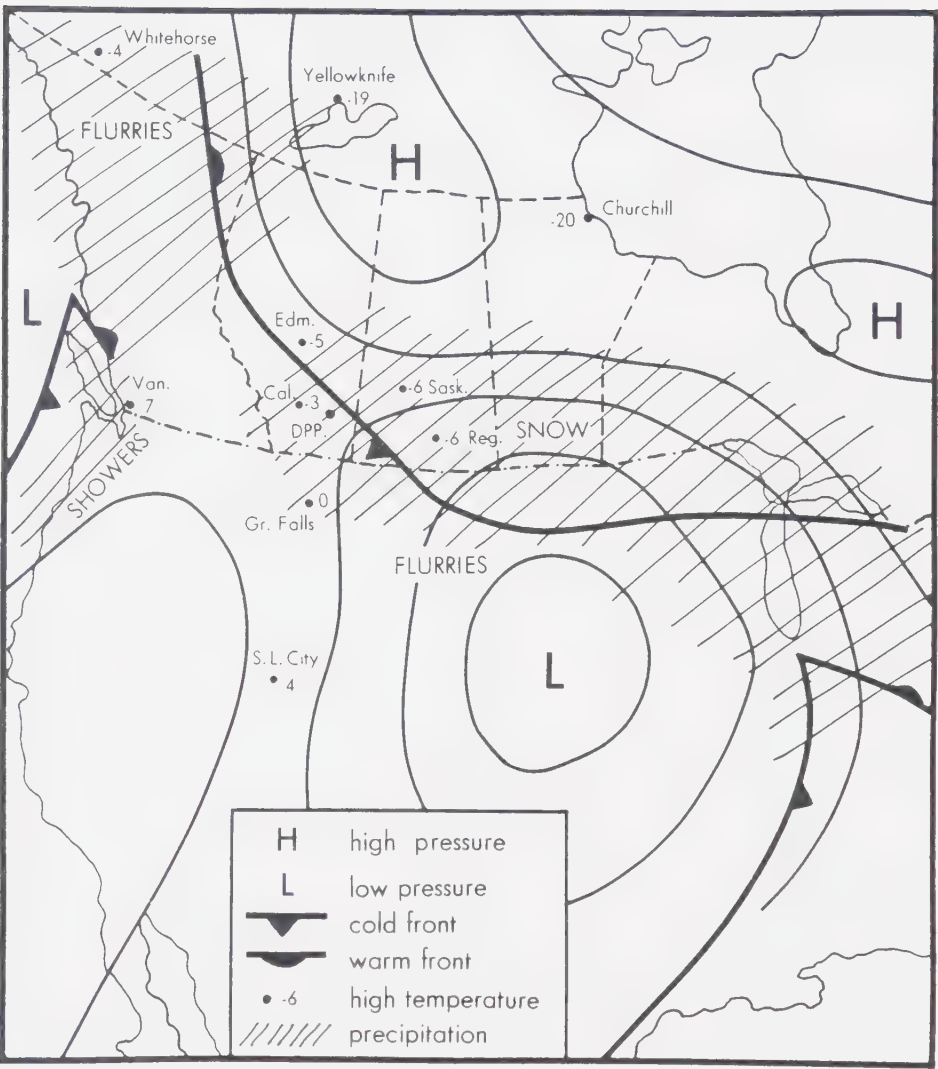 Whitehorse
-4
Yellowknife
-19
FLURRIES
H
Churchill
-20
L
H
Edm.
-5
Van.
7
Cal.
-3
-6 Sask.
DPP.
-6 Reg.
SNOW
SHOWERS
0
Gr. Falls
FLURRIES
S.L. City
4
L
H high pressure
L low pressure
cold front
warm front
-6 high temperature
precipitation